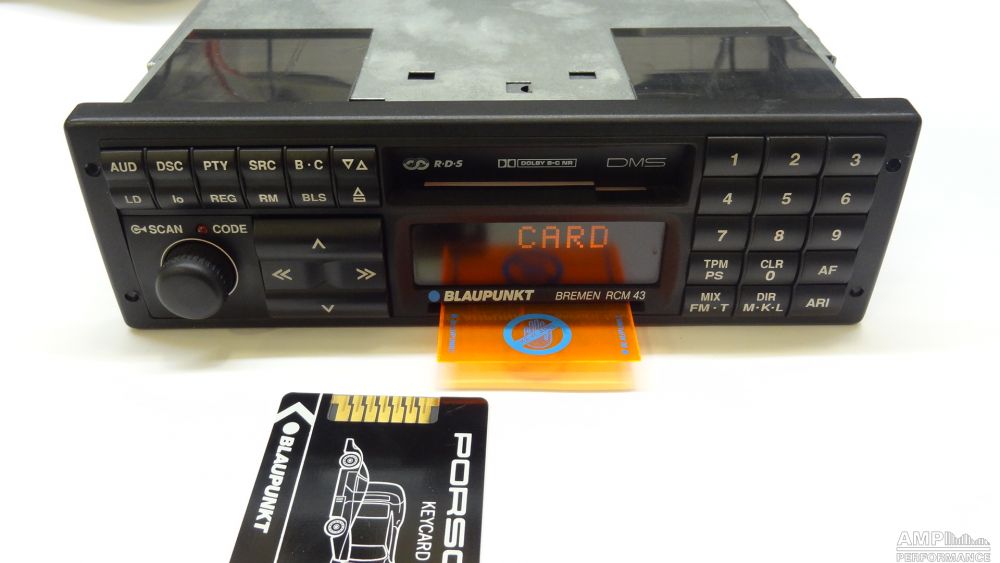 AUD DSC PTY SRC B·C
LD lo REG RM BLS
SCAN CODE
R·D·S DOLBY B-C NR DMS
CARD
BLAUPUNKT BREMEN RCM 43
1 2 3
4 5 6
7 8 9
TPM CLR AF
PS 0
MIX DIR ARI
FM·T M·K·L
BLAUPUNKT
PORSC
KEYCARD
AMP
PERFORMANCE